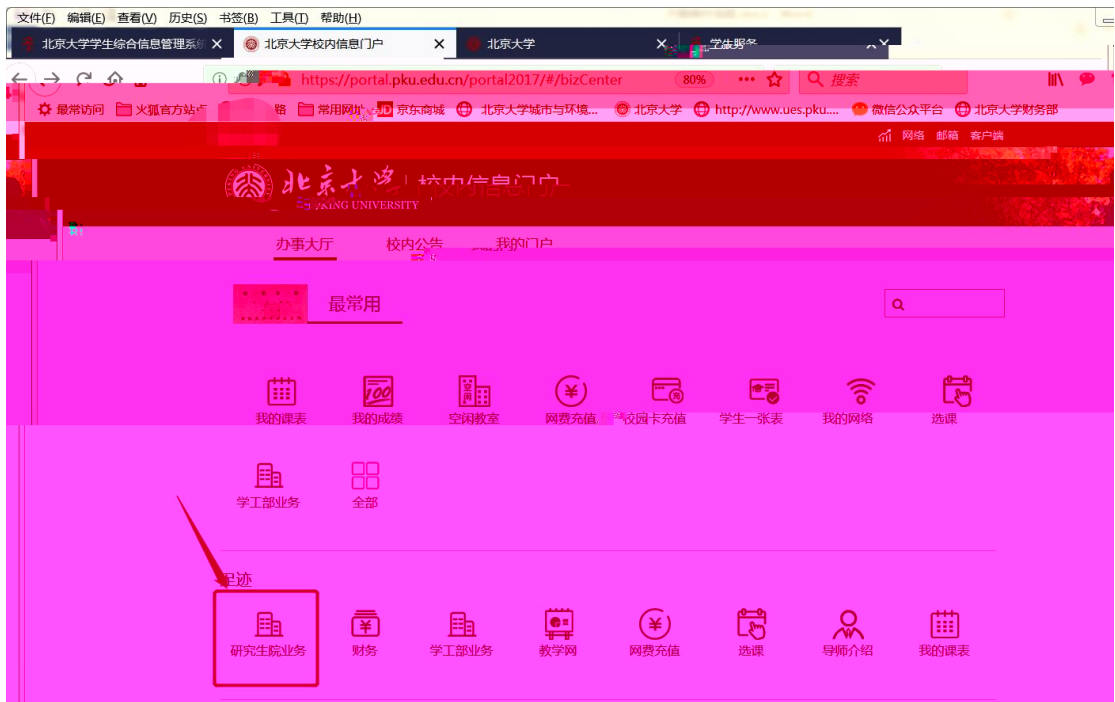 文件(F) 编辑(E) 查看(V) 历史(S) 书签(B) 工具(T) 帮助(H)
北京大学学生综合信息管理系统 北京大学校内信息门户 北京大学
https://portal.pku.edu.cn/portal2017/#/bizCenter 80% 搜索
最常访问 火狐官方站点 常用网址 JD 京东商城 北京大学城市与环境... 北京大学 http://www.ues.pku.... 微信公众平台 北京大学财务部
网络 邮箱 客户端
北京大学 校内信息门户
PEKING UNIVERSITY
办事大厅 校内公告 我的门户
最常用
我的课表 我的成绩 空闲教室 网费充值 校园卡充值 学生一张表 我的网络 选课
学工部业务 全部
足迹
研究生院业务 财务 学工部业务 教学网 网费充值 选课 导师介绍 我的课表